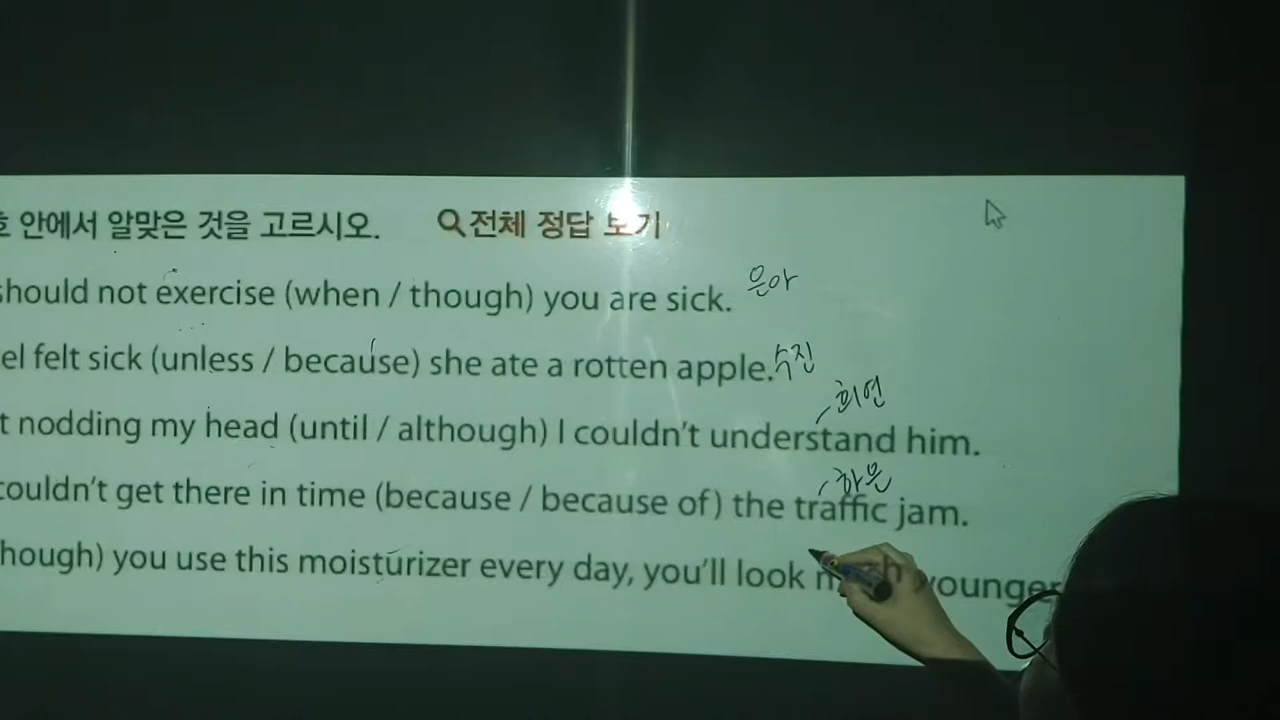 안에서 알맞은 것을 고르시오. 전체 정답 보기
should not exercise (when / though) you are sick. 은아
el felt sick (unless / because) she ate a rotten apple. 수진
희연
t nodding my head (until / although) I couldn't understand him.
하은
couldn't get there in time (because / because of) the traffic jam.
hough) you use this moisturizer every day, you'll look much younger